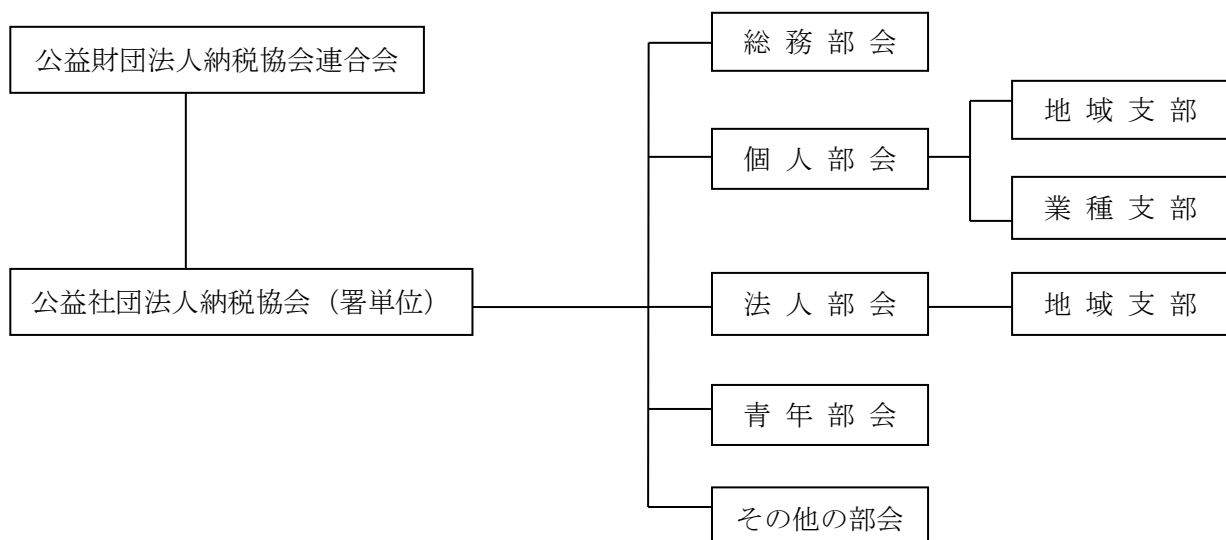 公益財団法人納税協会連合会
公益社団法人納税協会（署単位）
総務部会
個人部会
地域支部
業種支部
法人部会
地域支部
青年部会
その他の部会